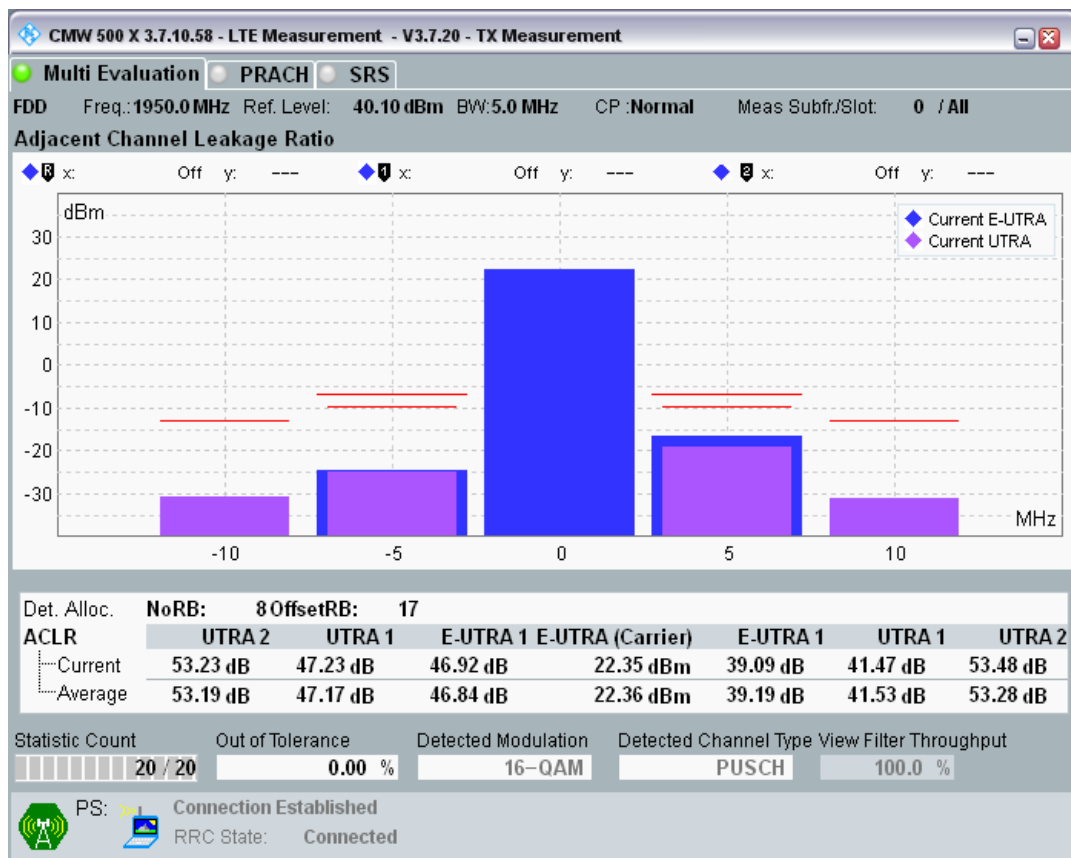 CMW 500 X 3.7.10.58 - LTE Measurement - V3.7.20 - TX Measurement
Multi Evaluation PRACH SRS
FDD Freq.:1950.0 MHz Ref. Level: 40.10 dBm BW:5.0 MHz CP :Normal Meas Subfr./Slot: 0 / All
Adjacent Channel Leakage Ratio
R x: Off y: --- 1 x: Off y: --- 2 x: Off y: ---
dBm
Current E-UTRA
Current UTRA
30
20
10
0
-10
-20
-30
MHz
-10 -5 0 5 10
Det. Alloc. NoRB: 8 OffsetRB: 17
ACLR UTRA 2 UTRA 1 E-UTRA 1 E-UTRA (Carrier) E-UTRA 1 UTRA 1 UTRA 2
Current 53.23 dB 47.23 dB 46.92 dB 22.35 dBm 39.09 dB 41.47 dB 53.48 dB
Average 53.19 dB 47.17 dB 46.84 dB 22.36 dBm 39.19 dB 41.53 dB 53.28 dB
Statistic Count Out of Tolerance Detected Modulation Detected Channel Type View Filter Throughput
20 / 20 0.00 % 16-QAM PUSCH 100.0 %
PS: Connection Established
RRC State: Connected